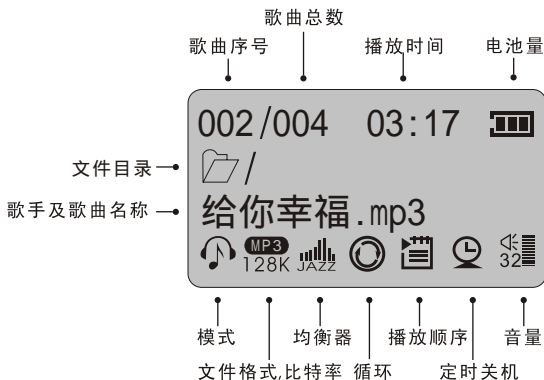 歌曲总数
歌曲序号 播放时间 电池量
002/004 03:17
文件目录 /
歌手及歌曲名称 给你幸福.mp3
MP3
128K JAZZ 32
模式 均衡器 播放顺序 音量
文件格式,比特率 循环 定时关机